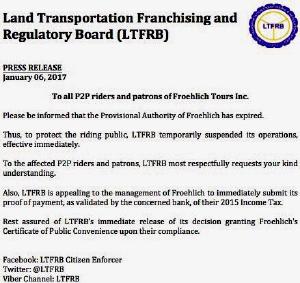 Land Transportation Franchising and
Regulatory Board (LTFRB)
LTFRB
PRESS RELEASE
January 06, 2017
To all P2P riders and patrons of Froehlich Tours Inc.
Please be informed that the Provisional Authority of Froehlich has expired.
Thus, to protect the riding public, LTFRB temporarily suspended its operations,
effective immediately.
To the affected P2P riders and patrons, LTFRB most respectfully requests your kind
understanding.
Also, LTFRB is appealing to the management of Froehlich to immediately submit its
proof of payment, as validated by the concerned bank, of their 2015 Income Tax.
Rest assured of LTFRB's immediate release of its decision granting Froehlich's
Certificate of Public Convenience upon their compliance.
Facebook: LTFRB Citizen Enforcer
Twitter: @LTFRB
Viber Channel: LTFRB